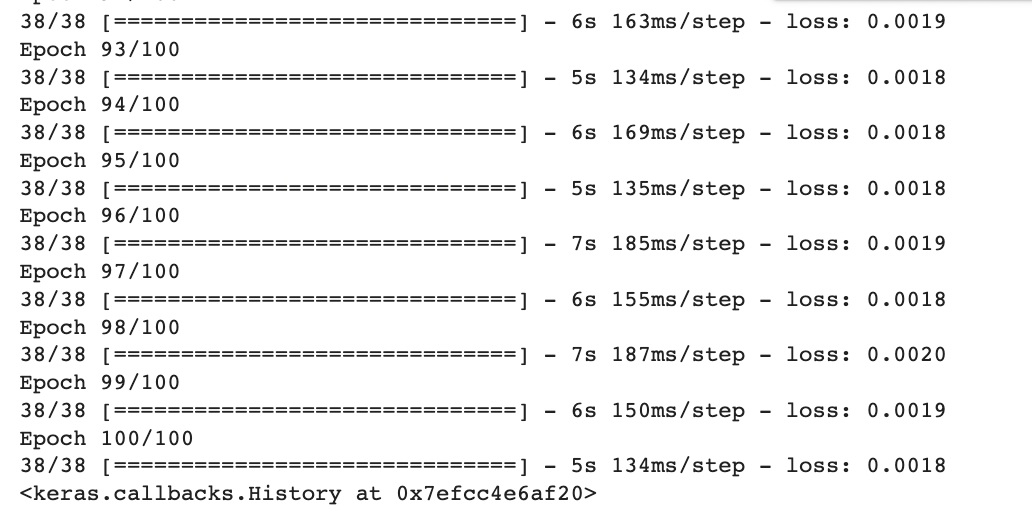 38/38 [==============================] - 6s 163ms/step - loss: 0.0019
Epoch 93/100
38/38 [==============================] - 5s 134ms/step - loss: 0.0018
Epoch 94/100
38/38 [==============================] - 6s 169ms/step - loss: 0.0018
Epoch 95/100
38/38 [==============================] - 5s 135ms/step - loss: 0.0018
Epoch 96/100
38/38 [==============================] - 7s 185ms/step - loss: 0.0019
Epoch 97/100
38/38 [==============================] - 6s 155ms/step - loss: 0.0018
Epoch 98/100
38/38 [==============================] - 7s 187ms/step - loss: 0.0020
Epoch 99/100
38/38 [==============================] - 6s 150ms/step - loss: 0.0019
Epoch 100/100
38/38 [==============================] - 5s 134ms/step - loss: 0.0018
<keras.callbacks.History at 0x7efcc4e6af20>